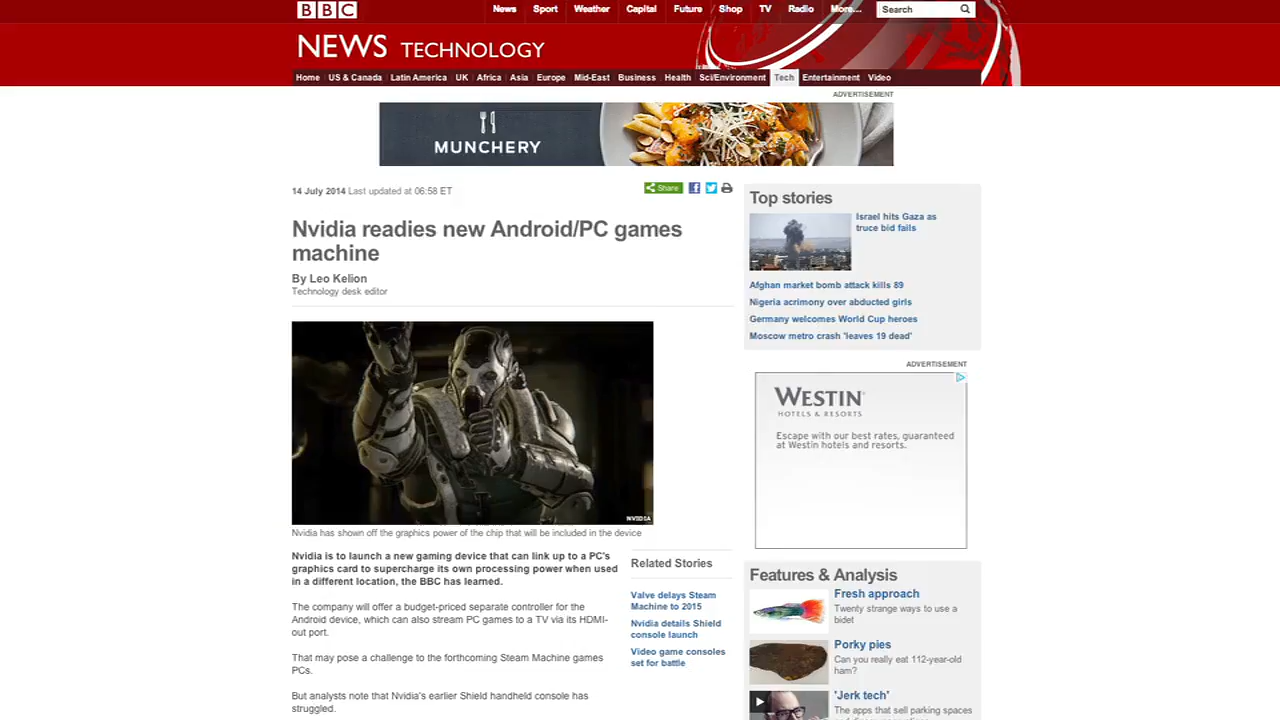 BBC
News Sport Weather Capital Future Shop TV Radio More... Search
NEWS TECHNOLOGY
Home US & Canada Latin America UK Africa Asia Europe Mid-East Business Health Sci/Environment Tech Entertainment Video
ADVERTISEMENT
MUNCHERY
14 July 2014 Last updated at 06:58 ET
Share
Nvidia readies new Android/PC games
machine
By Leo Kelion
Technology desk editor
NVIDIA
Nvidia has shown off the graphics power of the chip that will be included in the device
Nvidia is to launch a new gaming device that can link up to a PC's
graphics card to supercharge its own processing power when used
in a different location, the BBC has learned.
The company will offer a budget-priced separate controller for the
Android device, which can also stream PC games to a TV via its HDMI-
out port.
That may pose a challenge to the forthcoming Steam Machine games
PCs.
But analysts note that Nvidia's earlier Shield handheld console has
struggled.
Related Stories
Valve delays Steam
Machine to 2015
Nvidia details Shield
console launch
Video game consoles
set for battle
Top stories
Israel hits Gaza as
truce bid fails
Afghan market bomb attack kills 89
Nigeria acrimony over abducted girls
Germany welcomes World Cup heroes
Moscow metro crash 'leaves 19 dead'
ADVERTISEMENT
WESTIN
HOTELS & RESORTS
Escape with our best rates, guaranteed
at Westin hotels and resorts.
Features & Analysis
Fresh approach
Twenty strange ways to use a
bidet
Porky pies
Can you really eat 112-year-old
ham?
'Jerk tech'
The apps that sell parking spaces